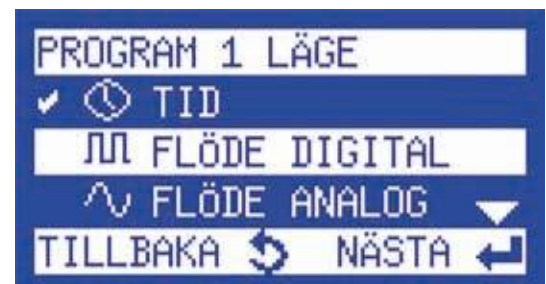 PROGRAM 1 LÄGE
TID
FLÖDE DIGITAL
FLÖDE ANALOG
TILLBAKA NÄSTA